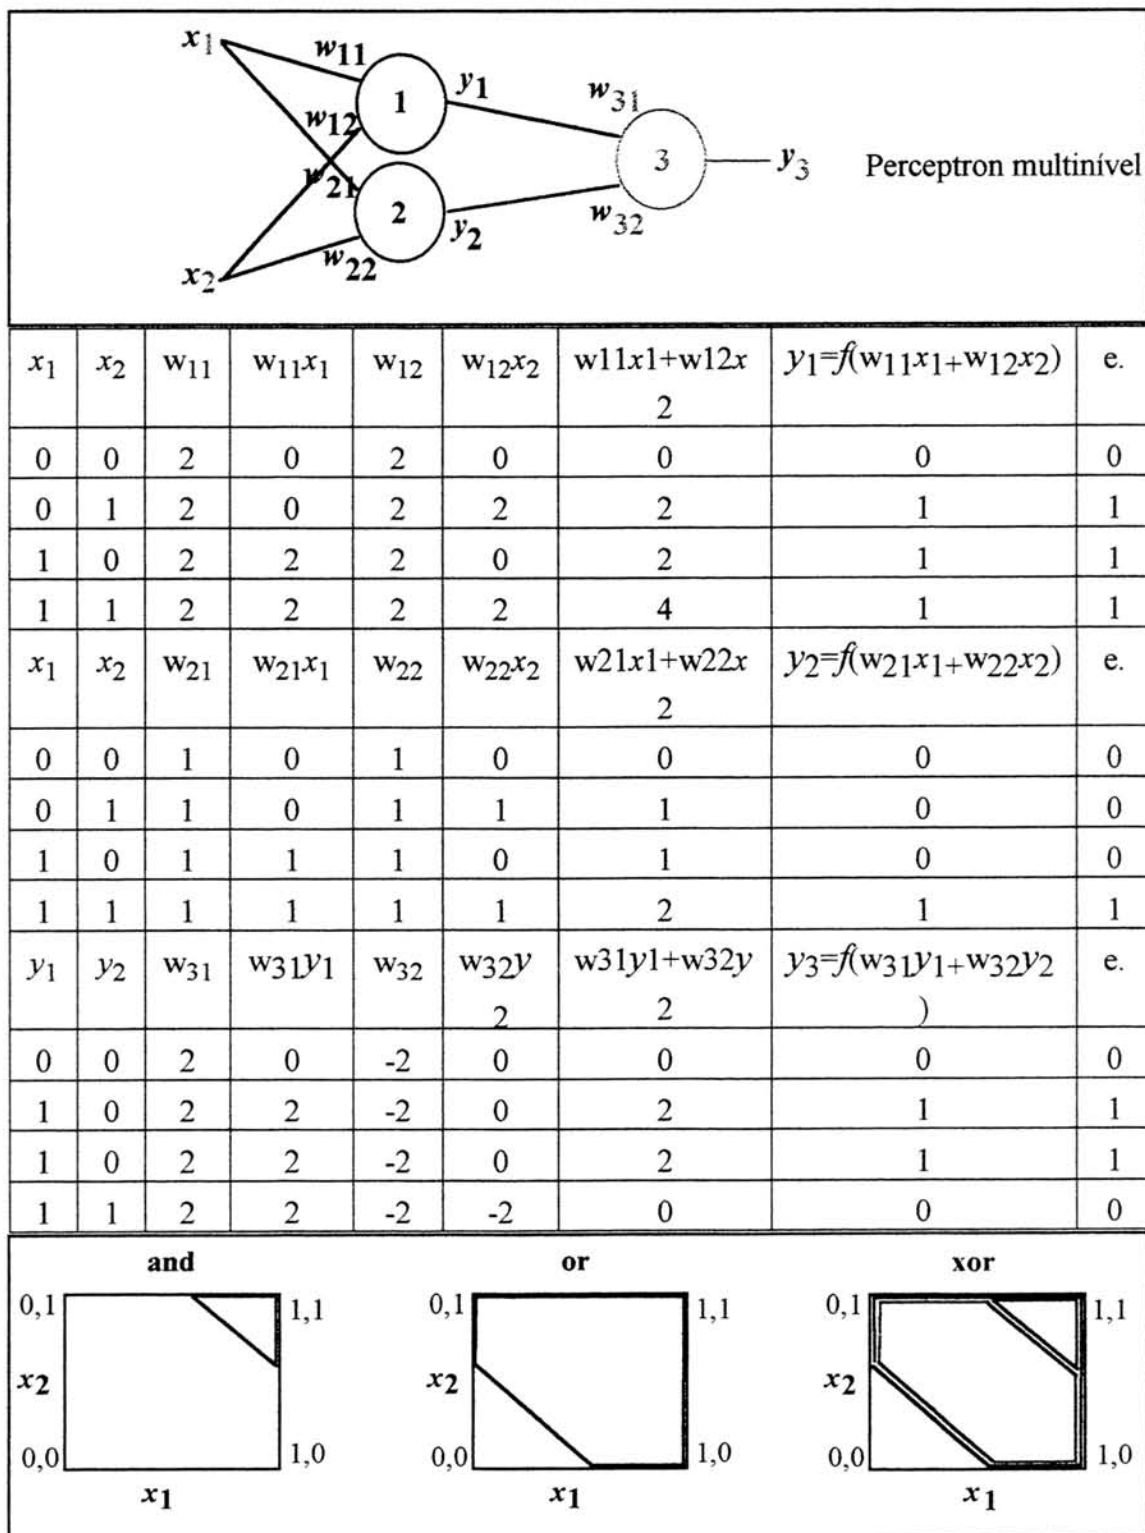 x1 w11 y1 w31
w12 1
w21 3 y3 Perceptron multinível
2 w32
x2 w22 y2
x1 x2 w11 w11x1 w12 w12x2 w11x1+w12x y1=f(w11x1+w12x2) e.
2
0 0 2 0 2 0 0 0 0
0 1 2 0 2 2 2 1 1
1 0 2 2 2 0 2 1 1
1 1 2 2 2 2 4 1 1
x1 x2 w21 w21x1 w22 w22x2 w21x1+w22x y2=f(w21x1+w22x2) e.
2
0 0 1 0 1 0 0 0 0
0 1 1 0 1 1 1 0 0
1 0 1 1 1 0 1 0 0
1 1 1 1 1 1 2 1 1
y1 y2 w31 w31y1 w32 w32y w31y1+w32y y3=f(w31y1+w32y2 e.
2 2 )
0 0 2 0 -2 0 0 0 0
1 0 2 2 -2 0 2 1 1
1 0 2 2 -2 0 2 1 1
1 1 2 2 -2 -2 0 0 0
and or xor
0,1 1,1 0,1 1,1 0,1 1,1
x2 x2 x2
0,0 1,0 0,0 1,0 0,0 1,0
x1 x1 x1